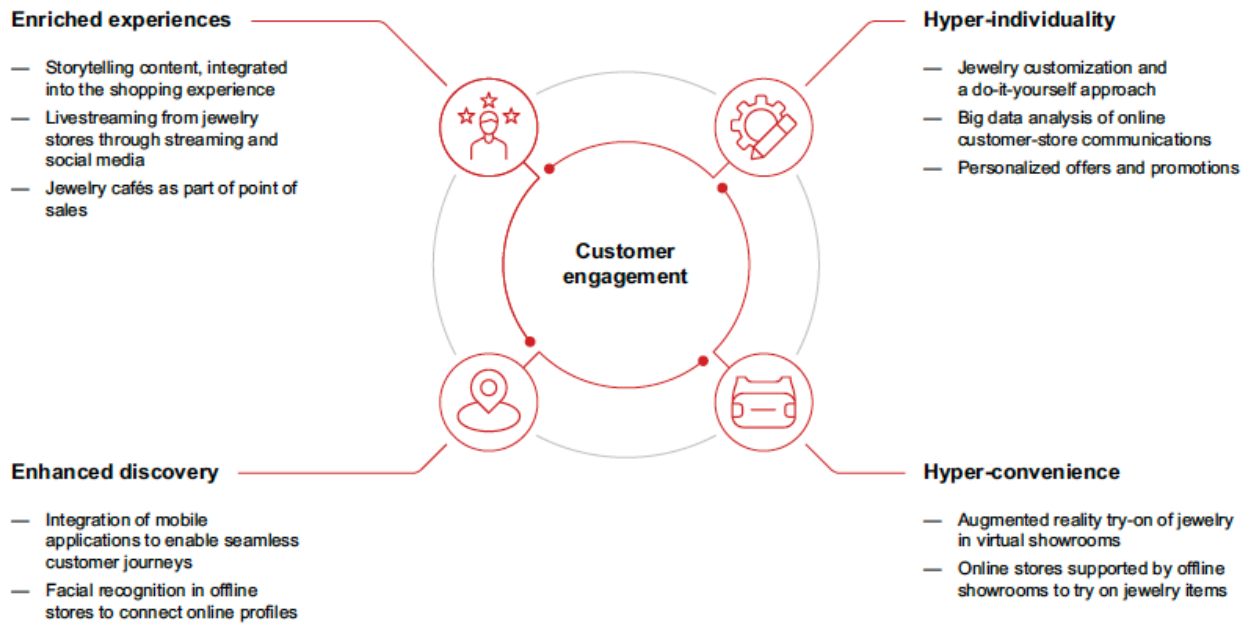 Enriched experiences
— Storytelling content, integrated
into the shopping experience
— Livestreaming from jewelry
stores through streaming and
social media
— Jewelry cafés as part of point of
sales
Hyper-individuality
— Jewelry customization and
a do-it-yourself approach
— Big data analysis of online
customer-store communications
— Personalized offers and promotions
Customer
engagement
Enhanced discovery
— Integration of mobile
applications to enable seamless
customer journeys
— Facial recognition in offline
stores to connect online profiles
Hyper-convenience
— Augmented reality try-on of jewelry
in virtual showrooms
— Online stores supported by offline
showrooms to try on jewelry items